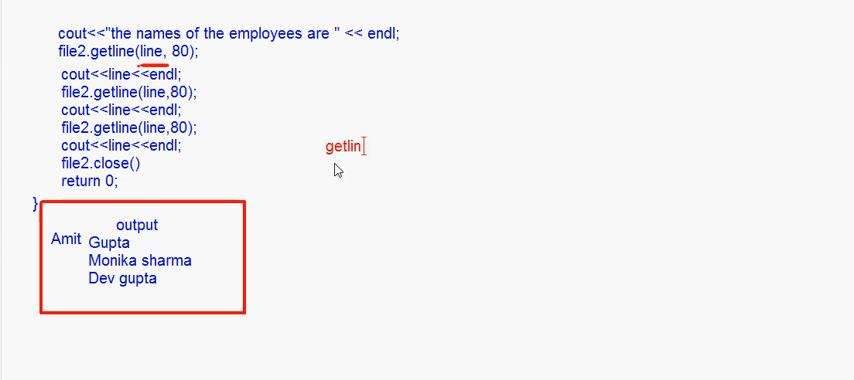 cout<<"the names of the employees are " << endl;
file2.getline(line, 80);
cout<<line<<endl;
file2.getline(line,80);
cout<<line<<endl;
file2.getline(line,80);
cout<<line<<endl;
getlin
file2.close()
return 0;
}
output
Amit Gupta
Monika sharma
Dev gupta